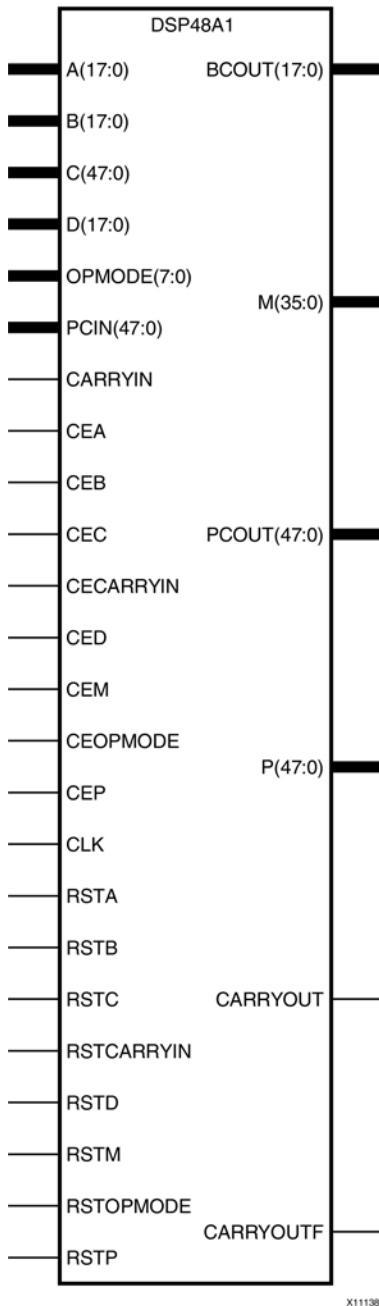 DSP48A1
A(17:0) BCOUT(17:0)
B(17:0)
C(47:0)
D(17:0)
OPMODE(7:0)
M(35:0)
PCIN(47:0)
CARRYIN
CEA
CEB
CEC PCOUT(47:0)
CECARRYIN
CED
CEM
CEOPMODE
P(47:0)
CEP
CLK
RSTA
RSTB
RSTC CARRYOUT
RSTCARRYIN
RSTD
RSTM
RSTOPMODE
CARRYOUTF
RSTP
X11138